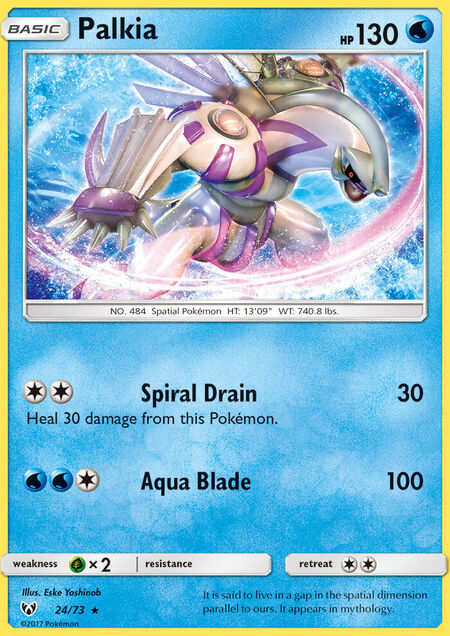 BASIC Palkia HP 130
NO. 484 Spatial Pokémon HT: 13'09" WT: 740.8 lbs.
Spiral Drain 30
Heal 30 damage from this Pokémon.
Aqua Blade 100
weakness ×2 resistance retreat
Illus. Eske Yoshinob
24/73
©2017 Pokémon
It is said to live in a gap in the spatial dimension
parallel to ours. It appears in mythology.